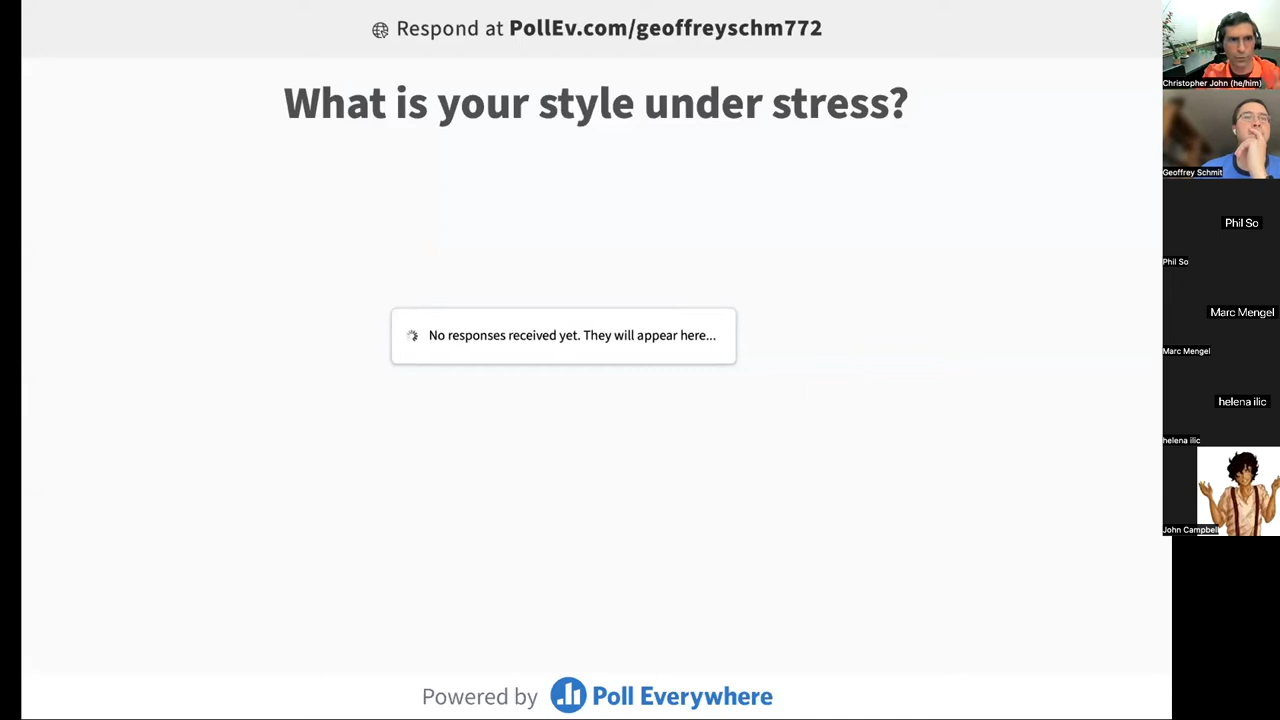 Respond at PollEv.com/geoffreyschm772
What is your style under stress?
No responses received yet. They will appear here...
Powered by Poll Everywhere
Christopher John (he/him)
Geoffrey Schmit
Phil So
Phil So
Marc Mengel
Marc Mengel
helena ilic
helena ilic
John Campbell